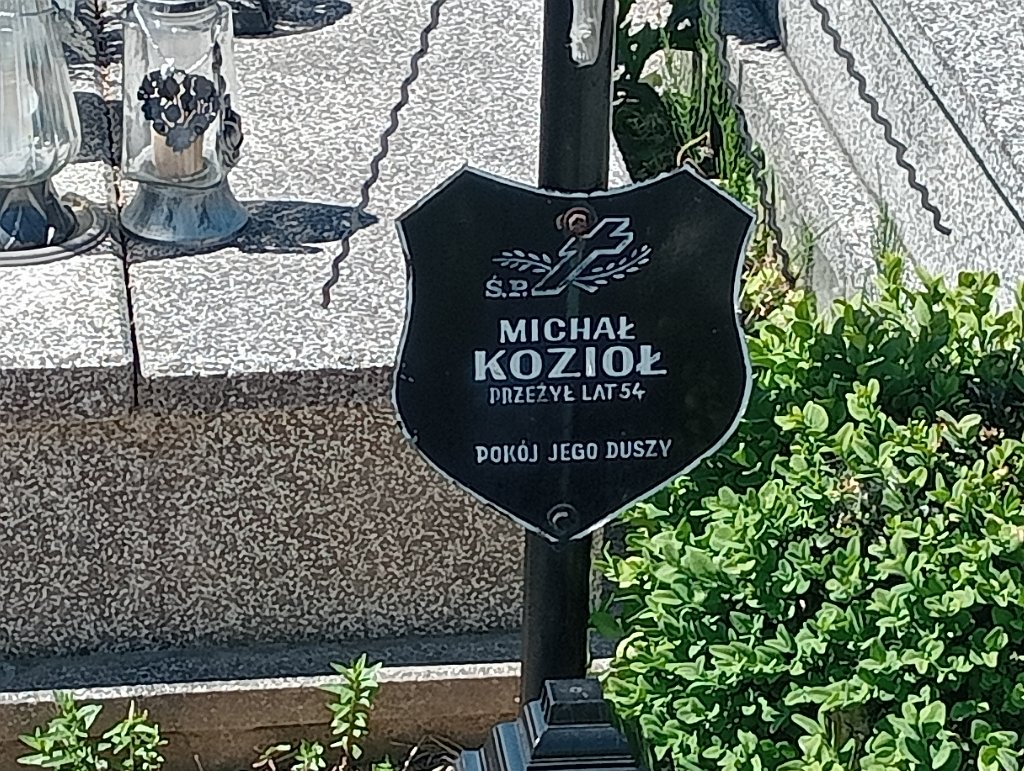 Ś.P.
MICHAŁ
KOZIOŁ
PRZEŻYŁ LAT 54
POKÓJ JEGO DUSZY